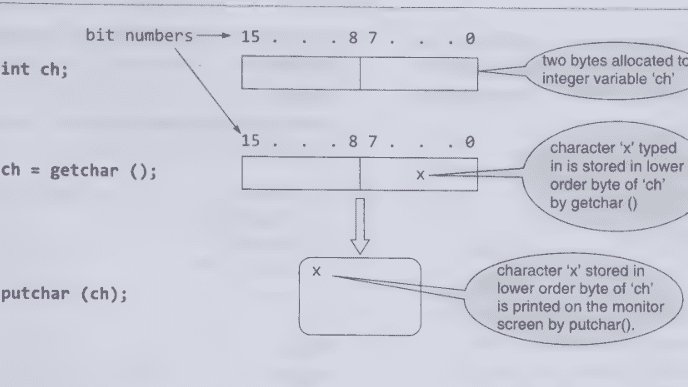 bit numbers 15 . . . 8 7 . . . 0
int ch;
two bytes allocated to
integer variable 'ch'
15 . . . 8 7 . . . 0
ch = getchar ();
x
character 'x' typed
in is stored in lower
order byte of 'ch'
by getchar ()
putchar (ch);
x
character 'x' stored in
lower order byte of 'ch'
is printed on the monitor
screen by putchar().